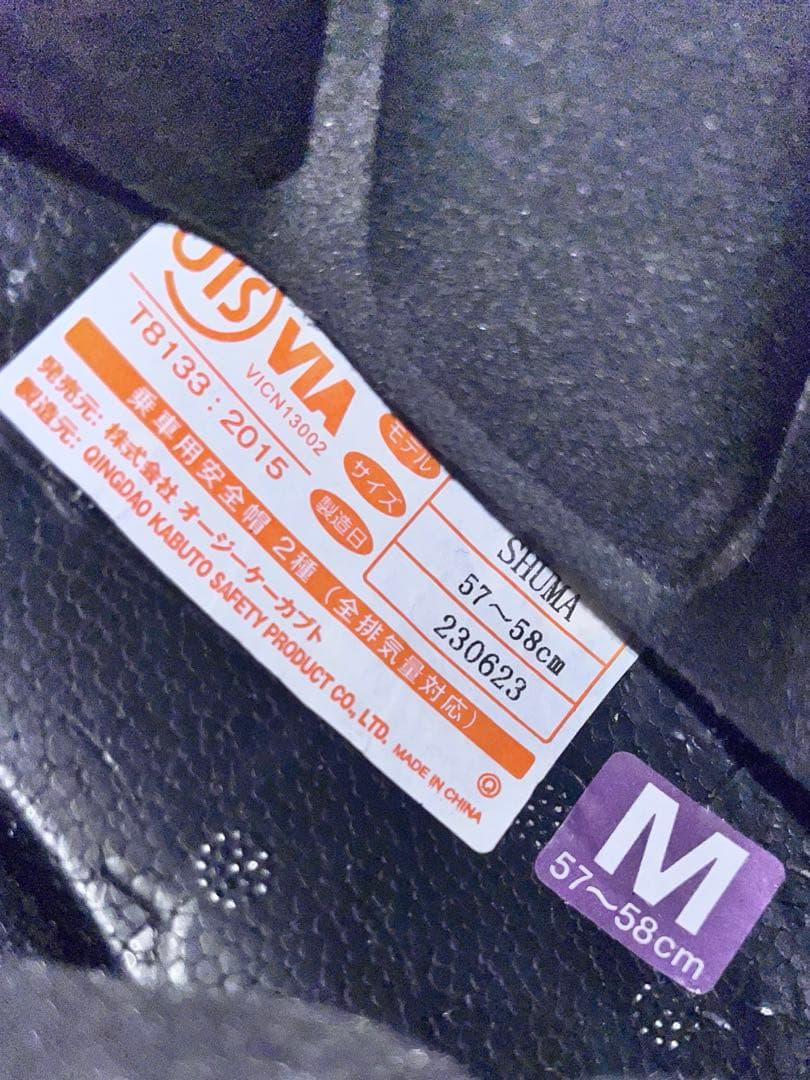 JIS
VIA
VICN13002
T8133:2015
モデル
SHUMA
サイズ
57～58cm
製造日
230623
乗車用安全帽 2種 (全排気量対応)
発売元: 株式会社 オージーケーカブト
製造元: QINGDAO KABUTO SAFETY PRODUCT CO., LTD. MADE IN CHINA
Q
M
57～58cm